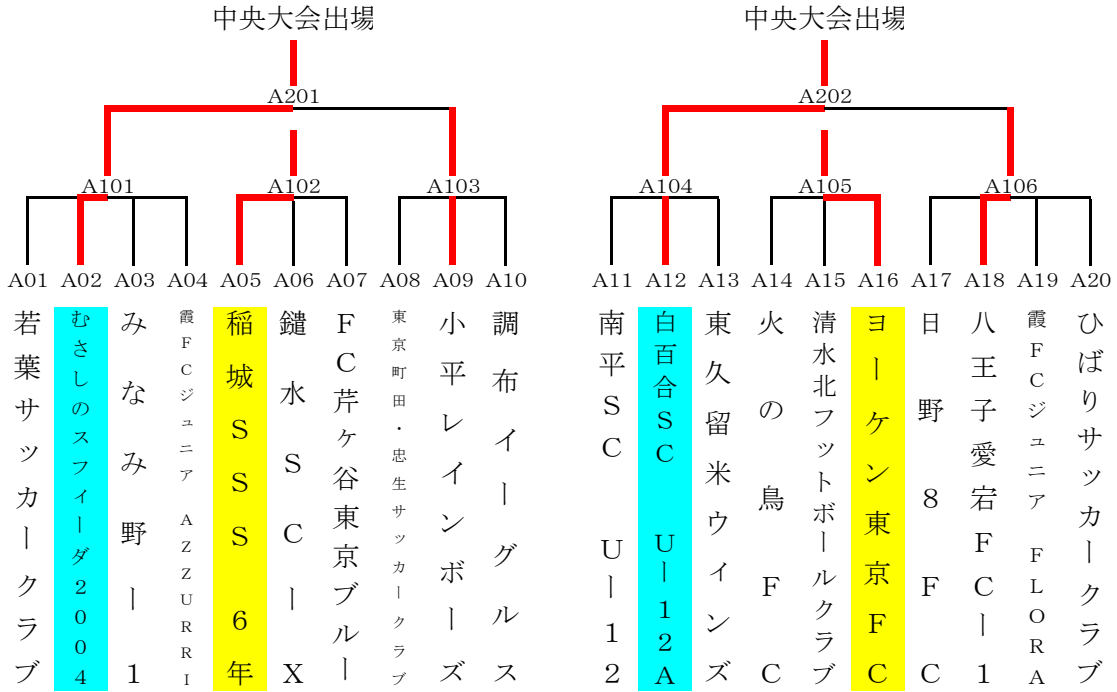 中央大会出場 中央大会出場
A201 A202
A101 A102 A103 A104 A105 A106
A01 A02 A03 A04 A05 A06 A07 A08 A09 A10 A11 A12 A13 A14 A15 A16 A17 A18 A19 A20
若葉サッカークラブ
むさしのスフィーダ2004
みなみ野ー1
霞FCジュニア AZZURRI
稲城SSS 6年
鑓水SCーX
FC芹ヶ谷東京ブルー
東京町田・忠生サッカークラブ
小平レインボーズ
調布イーグルス
南平SC Uー12
白百合SC Uー12A
東久留米ウィンズ
火の鳥FC
清水北フットボールクラブ
ヨーケン東京FC
日野8FC
八王子愛宕FCー1
霞FCジュニア FLORA
ひばりサッカークラブ